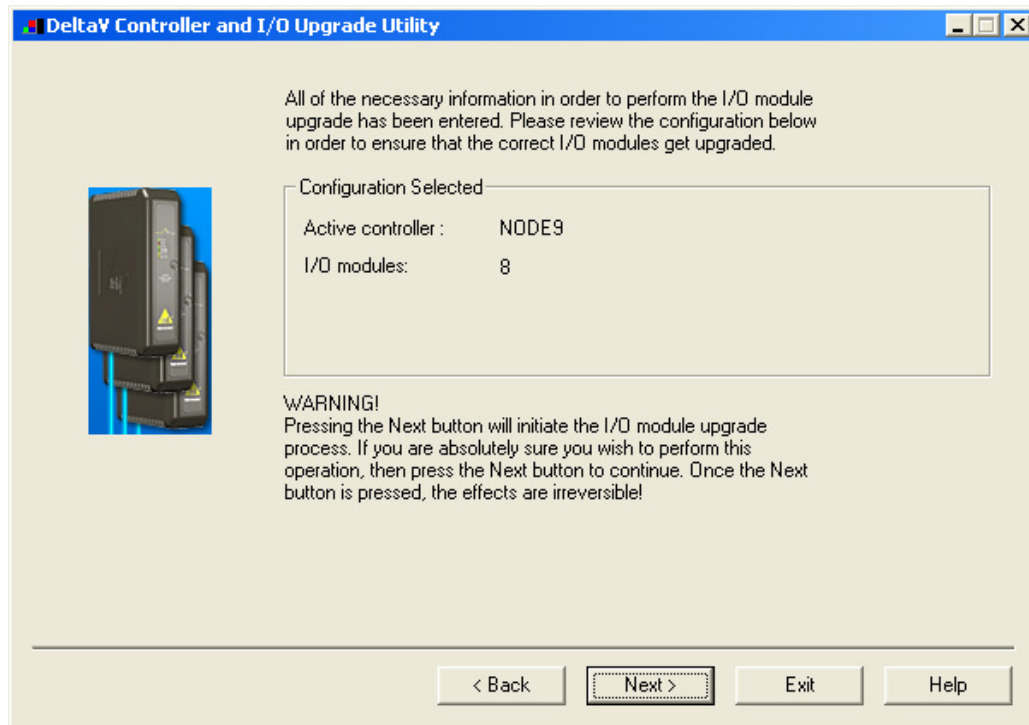 DeltaV Controller and I/O Upgrade Utility
All of the necessary information in order to perform the I/O module
upgrade has been entered. Please review the configuration below
in order to ensure that the correct I/O modules get upgraded.
Configuration Selected
Active controller : NODE9
I/O modules: 8
WARNING!
Pressing the Next button will initiate the I/O module upgrade
process. If you are absolutely sure you wish to perform this
operation, then press the Next button to continue. Once the Next
button is pressed, the effects are irreversible!
< Back Next > Exit Help